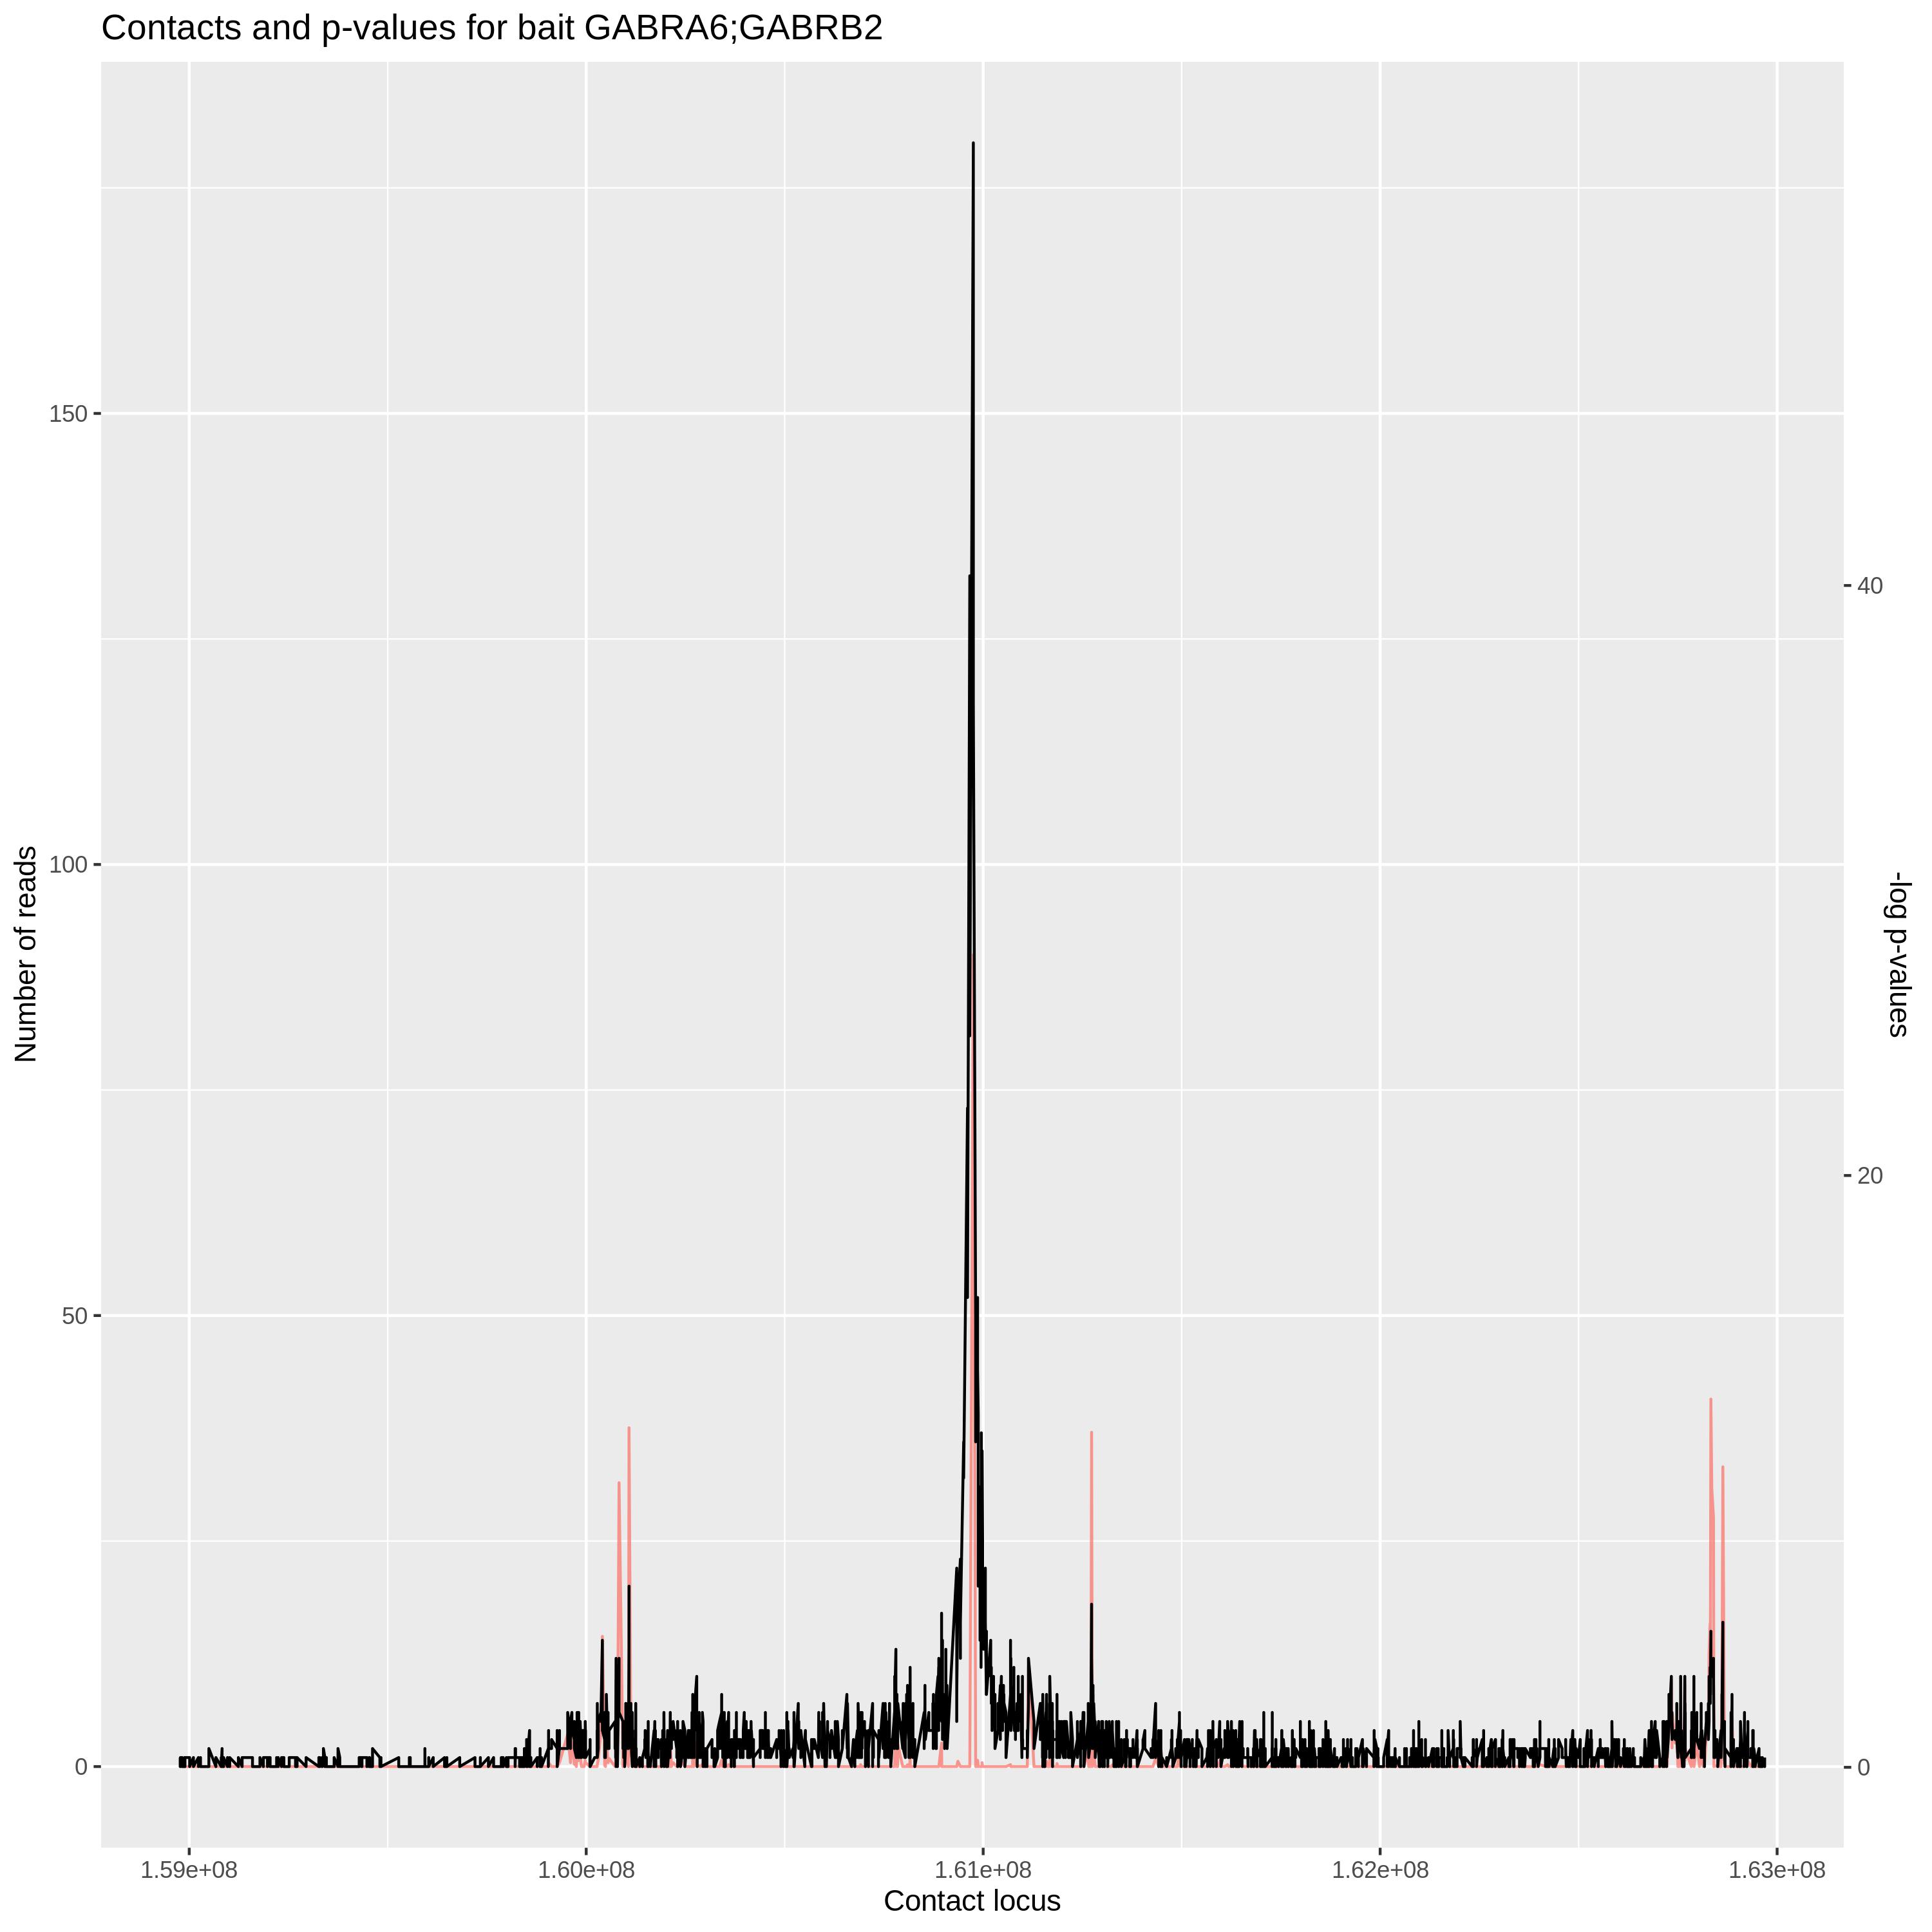 Contacts and p-values for bait GABRA6;GABRB2
150
100
50
0
Number of reads
40
20
0
-log p-values
1.59e+08 1.60e+08 1.61e+08 1.62e+08 1.63e+08
Contact locus